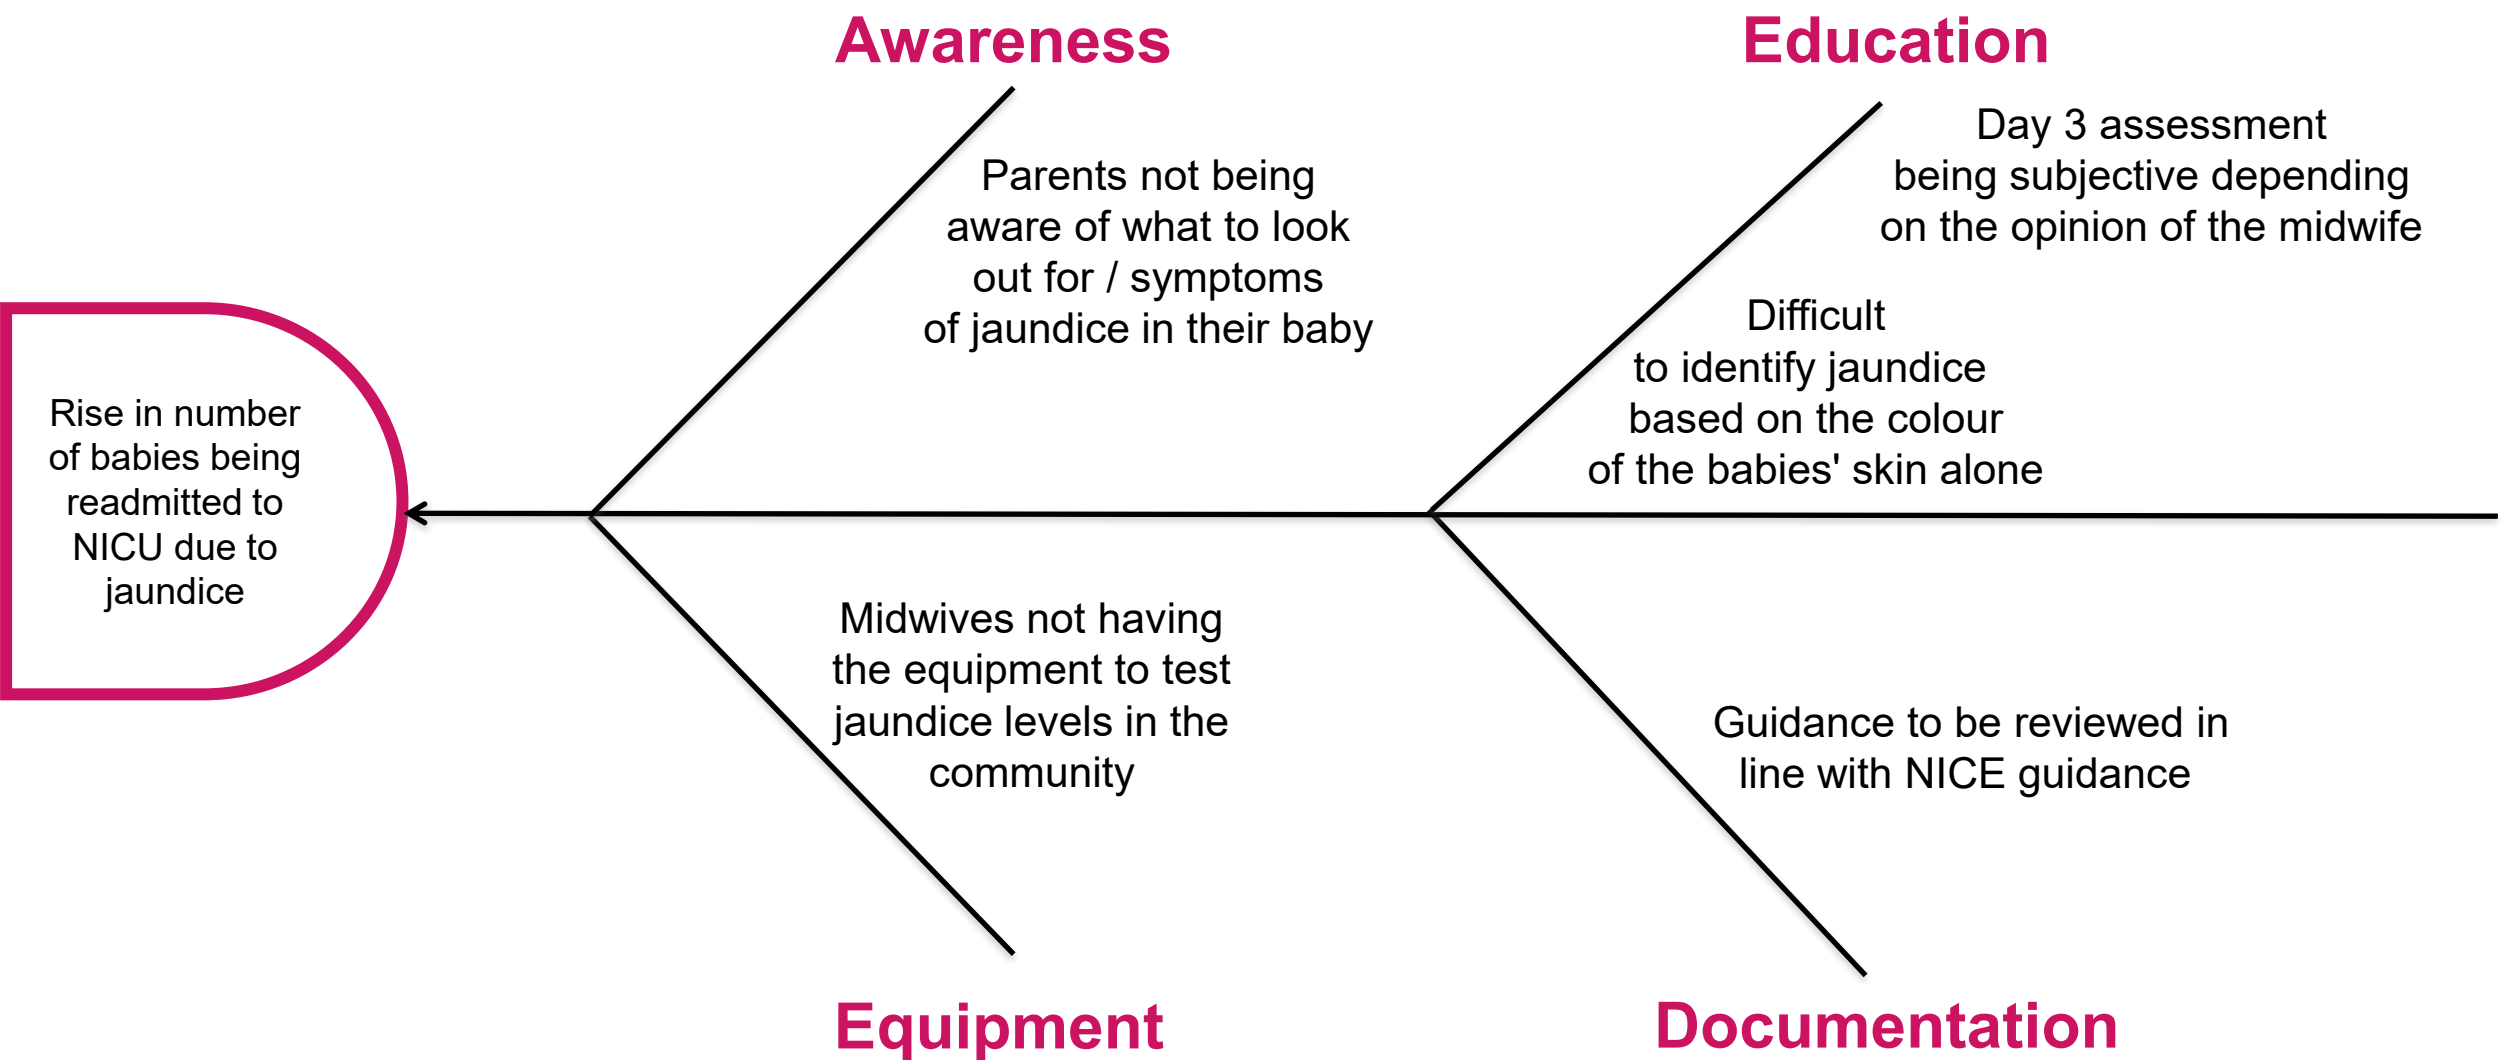 Awareness
Education
Parents not being
aware of what to look
out for / symptoms
of jaundice in their baby
Day 3 assessment
being subjective depending
on the opinion of the midwife
Difficult
to identify jaundice
based on the colour
of the babies' skin alone
Rise in number
of babies being
readmitted to
NICU due to
jaundice
Midwives not having
the equipment to test
jaundice levels in the
community
Guidance to be reviewed in
line with NICE guidance
Equipment
Documentation